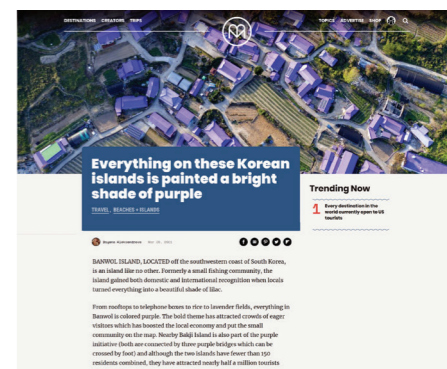 DESTINATIONS CREATORS TRIPS
TOPICS ADVERTISE SHOP
Everything on these Korean
islands is painted a bright
shade of purple
TRAVEL, BEACHES + ISLANDS
Trending Now
1 Every destination in the
world currently open to US
tourists
BANWOL ISLAND, LOCATED off the southwestern coast of South Korea,
is an island like no other. Formerly a small fishing community, the
island gained both domestic and international recognition when locals
turned everything into a beautiful shade of lilac.
From rooftops to telephone boxes to rice to lavender fields, everything in
Banwol is colored purple. The bold theme has attracted crowds of eager
visitors which has boosted the local economy and put the small
community on the map. Nearby Bakji Island is also part of the purple
initiative (both are connected by three purple bridges which can be
crossed by foot) and although the two islands have fewer than 150
residents combined, they have attracted nearly half a million tourists